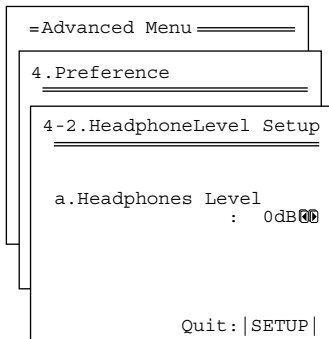 =Advanced Menu
4.Preference
4-2.HeadphoneLevel Setup
a.Headphones Level
: 0dB
Quit:|SETUP|